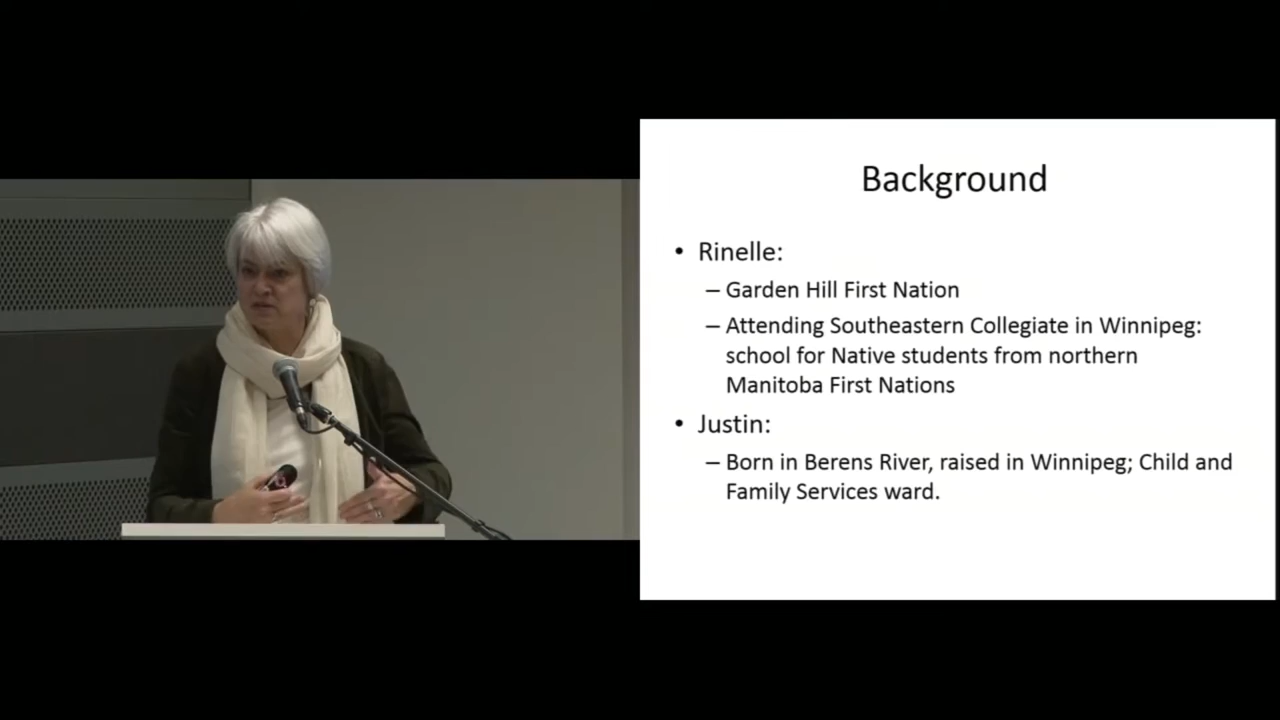 Background
• Rinelle:
– Garden Hill First Nation
– Attending Southeastern Collegiate in Winnipeg:
school for Native students from northern
Manitoba First Nations
• Justin:
– Born in Berens River, raised in Winnipeg; Child and
Family Services ward.